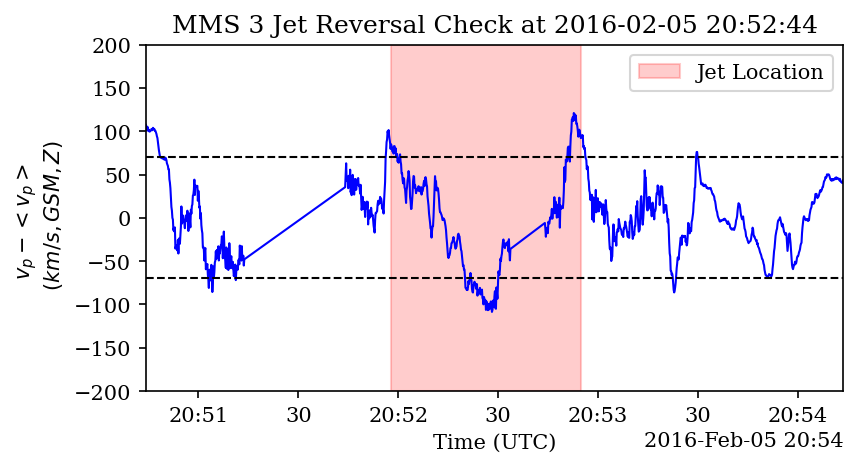 MMS 3 Jet Reversal Check at 2016-02-05 20:52:44
200
150
100
50
0
−50
−100
−150
−200
v_p − < v_p >
(km/s, GSM, Z)
Jet Location
20:51
30
20:52
30
20:53
30
20:54
Time (UTC)
2016-Feb-05 20:54